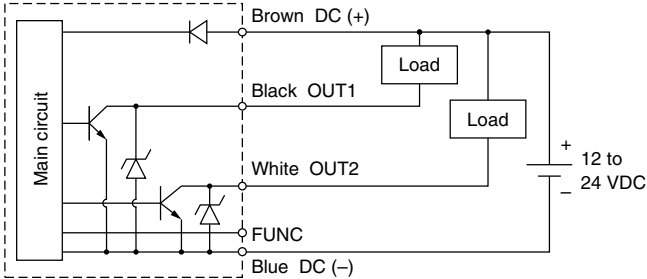 Brown DC (+)
Load
Main circuit
Black OUT1
Load
White OUT2
+
12 to
24 VDC
–
FUNC
Blue DC (–)